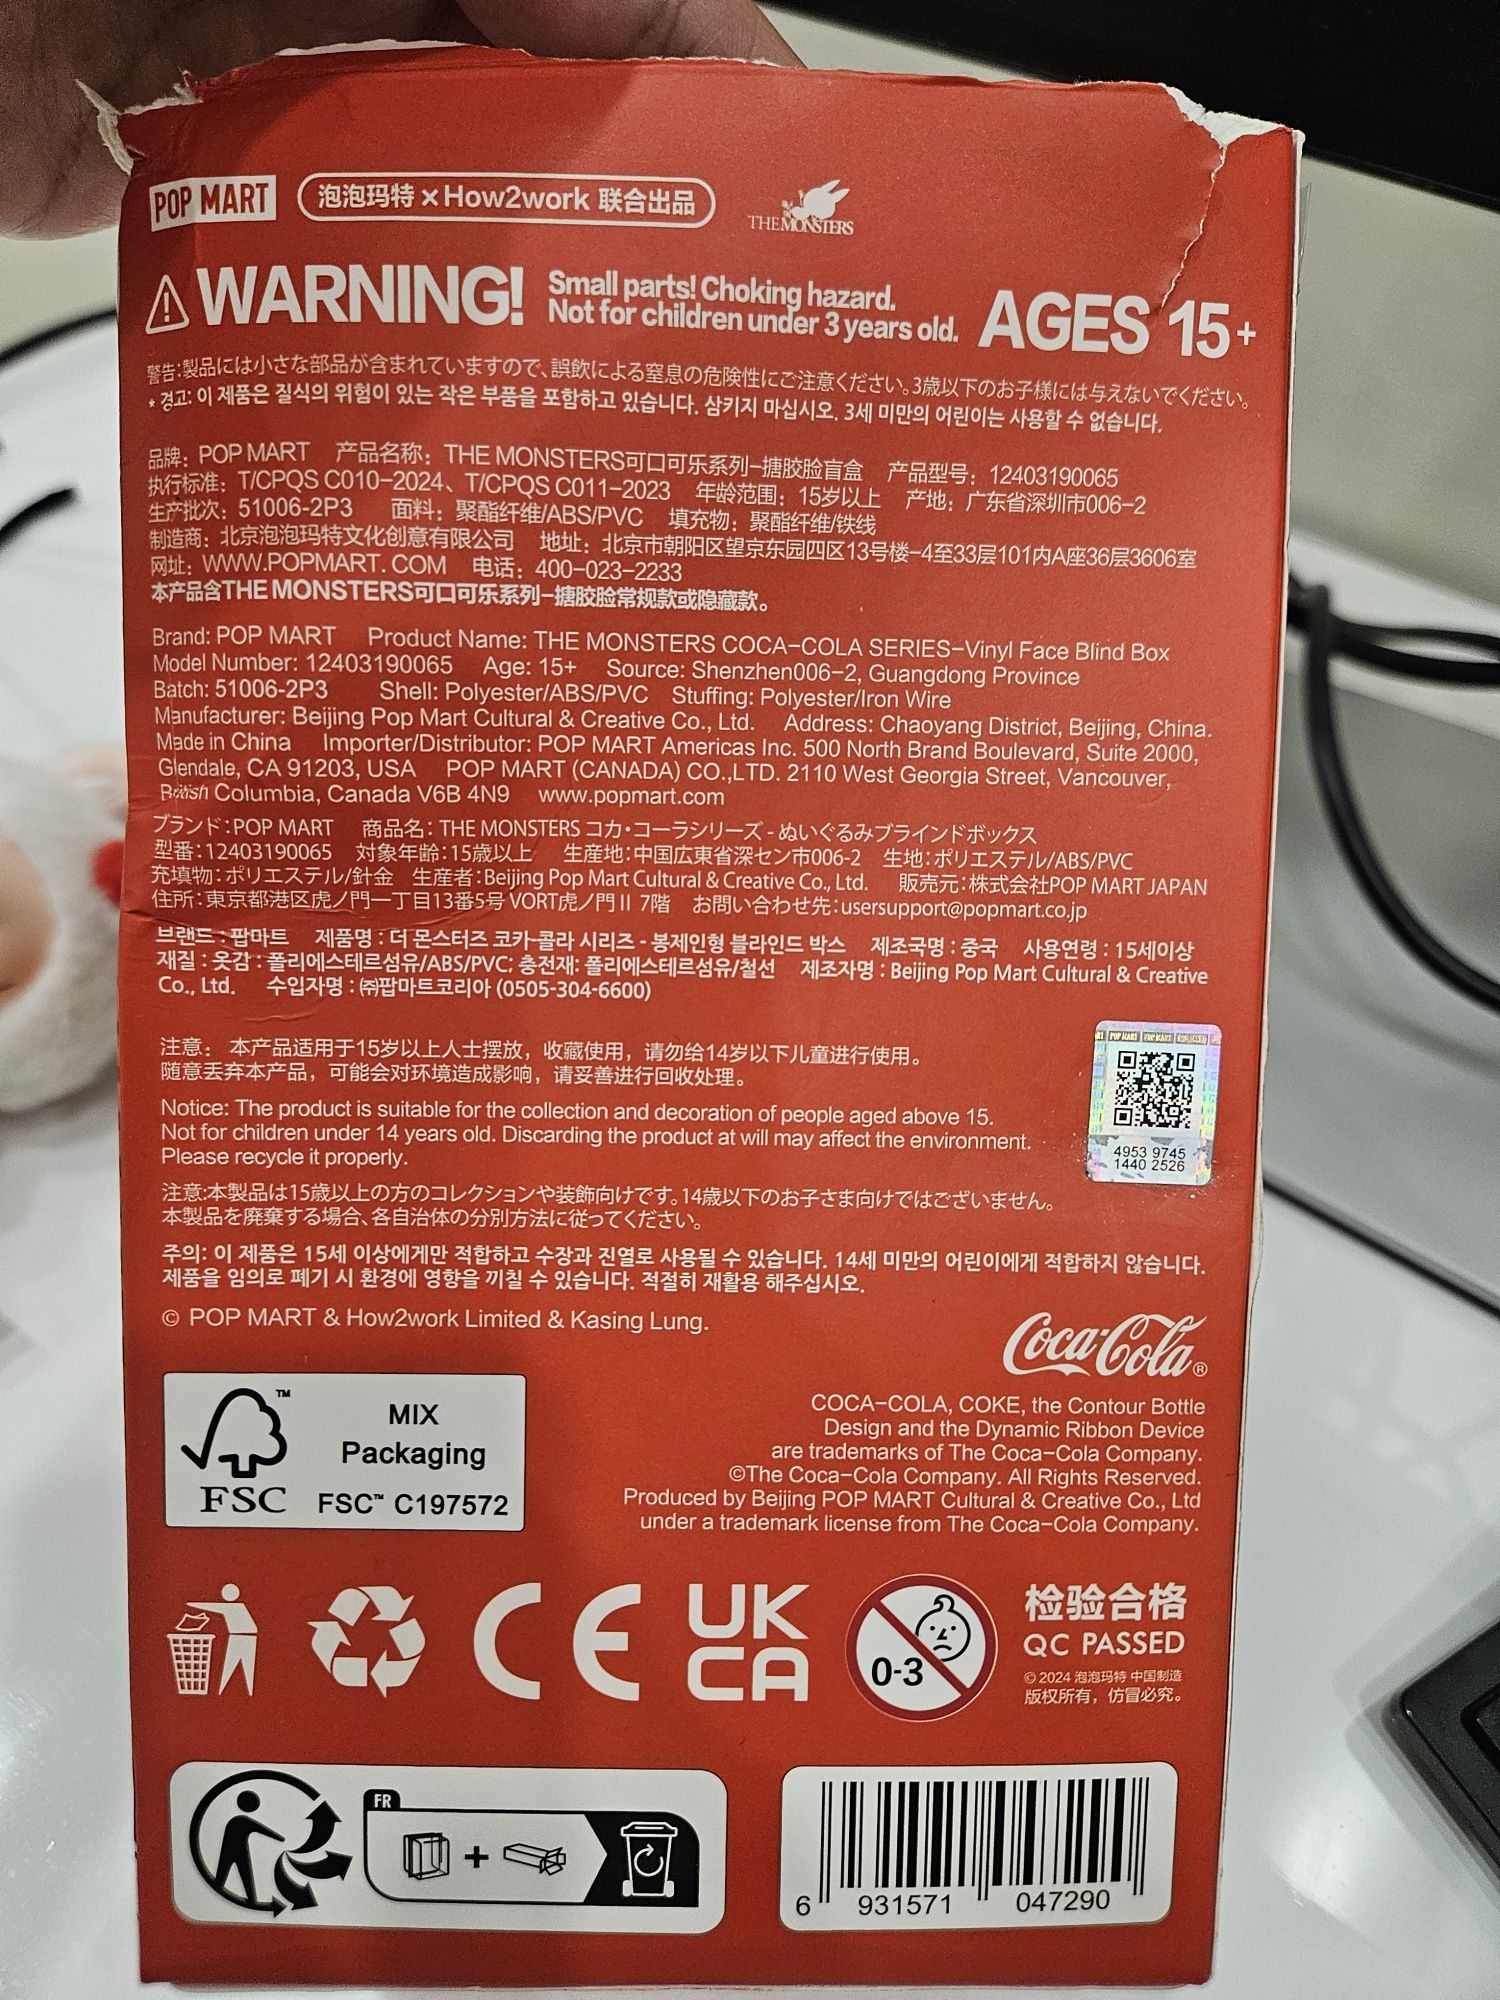 POP MART
泡泡玛特×How2work 联合出品
THE MONSTERS
WARNING! Small parts! Choking hazard.
Not for children under 3 years old. AGES 15+
警告:製品には小さな部品が含まれていますので、誤飲による窒息の危険性にご注意ください。3歳以下のお子様には与えないでください。
* 경고: 이 제품은 질식의 위험이 있는 작은 부품을 포함하고 있습니다. 삼키지 마십시오. 3세 미만의 어린이는 사용할 수 없습니다.
品牌：POP MART 产品名称：THE MONSTERS可口可乐系列-搪胶脸盲盒 产品型号：12403190065
执行标准：T/CPQS C010-2024、T/CPQS C011-2023 年龄范围：15岁以上 产地：广东省深圳市006-2
生产批次：51006-2P3 面料：聚酯纤维/ABS/PVC 填充物：聚酯纤维/铁线
制造商：北京泡泡玛特文化创意有限公司 地址：北京市朝阳区望京东园四区13号楼-4至33层101内A座36层3606室
网址：WWW.POPMART.COM 电话：400-023-2233
本产品含THE MONSTERS可口可乐系列-搪胶脸常规款或隐藏款。
Brand: POP MART Product Name: THE MONSTERS COCA-COLA SERIES-Vinyl Face Blind Box
Model Number: 12403190065 Age: 15+ Source: Shenzhen006-2, Guangdong Province
Batch: 51006-2P3 Shell: Polyester/ABS/PVC Stuffing: Polyester/Iron Wire
Manufacturer: Beijing Pop Mart Cultural & Creative Co., Ltd. Address: Chaoyang District, Beijing, China.
Made in China Importer/Distributor: POP MART Americas Inc. 500 North Brand Boulevard, Suite 2000,
Glendale, CA 91203, USA POP MART (CANADA) CO.,LTD. 2110 West Georgia Street, Vancouver,
British Columbia, Canada V6B 4N9 www.popmart.com
ブランド:POP MART 商品名:THE MONSTERS コカ・コーラシリーズ - ぬいぐるみブラインドボックス
型番:12403190065 対象年齢:15歳以上 生産地:中国広東省深セン市006-2 生地:ポリエステル/ABS/PVC
充填物:ポリエステル/針金 生産者:Beijing Pop Mart Cultural & Creative Co., Ltd. 販売元:株式会社POP MART JAPAN
住所:東京都港区虎ノ門一丁目13番5号 VORT虎ノ門II 7階 お問い合わせ先:usersupport@popmart.co.jp
브랜드 : 팝마트 제품명 : 더 몬스터즈 코카-콜라 시리즈 - 봉제인형 블라인드 박스 제조국명 : 중국 사용연령 : 15세이상
재질 : 옷감 : 폴리에스테르섬유/ABS/PVC; 충전재: 폴리에스테르섬유/철선 제조자명 : Beijing Pop Mart Cultural & Creative
Co., Ltd. 수입자명 : ㈜팝마트코리아 (0505-304-6600)
注意： 本产品适用于15岁以上人士摆放，收藏使用，请勿给14岁以下儿童进行使用。
随意丢弃本产品，可能会对环境造成影响，请妥善进行回收处理。
Notice: The product is suitable for the collection and decoration of people aged above 15.
Not for children under 14 years old. Discarding the product at will may affect the environment.
Please recycle it properly.
4953 9745
1440 2526
注意:本製品は15歳以上の方のコレクションや装飾向けです。14歳以下のお子さま向けではございません。
本製品を廃棄する場合、各自治体の分別方法に従ってください。
주의: 이 제품은 15세 이상에게만 적합하고 수장과 진열로 사용될 수 있습니다. 14세 미만의 어린이에게 적합하지 않습니다.
제품을 임의로 폐기 시 환경에 영향을 끼칠 수 있습니다. 적절히 재활용 해주십시오.
© POP MART & How2work Limited & Kasing Lung.
Coca-Cola®
COCA-COLA, COKE, the Contour Bottle
Design and the Dynamic Ribbon Device
are trademarks of The Coca-Cola Company.
©The Coca-Cola Company. All Rights Reserved.
Produced by Beijing POP MART Cultural & Creative Co., Ltd
under a trademark license from The Coca-Cola Company.
™
FSC
MIX
Packaging
FSC™ C197572
CE
UK
CA
0-3
检验合格
QC PASSED
©2024 泡泡玛特 中国制造
版权所有，仿冒必究。
FR
+
6 931571 047290